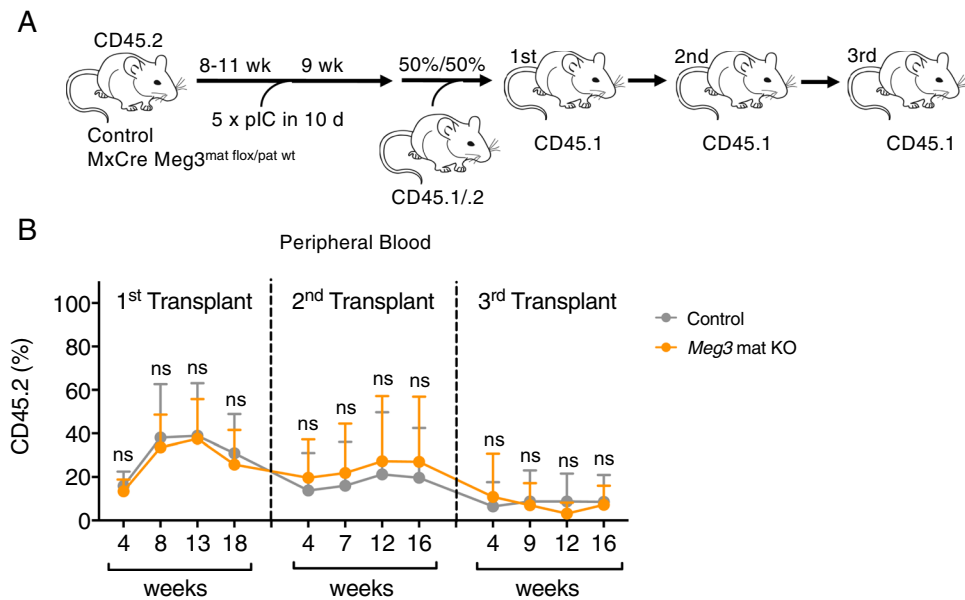 A
CD45.2
8-11 wk
9 wk
50%/50%
1st
2nd
3rd
5 x pIC in 10 d
Control
MxCre Meg3mat flox/pat wt
CD45.1/.2
CD45.1
CD45.1
CD45.1
B
Peripheral Blood
1st Transplant
2nd Transplant
3rd Transplant
CD45.2 (%)
100
80
60
40
20
0
ns
ns
ns
ns
ns
ns
ns
ns
ns
ns
ns
ns
Control
Meg3 mat KO
4 8 13 18
4 7 12 16
4 9 12 16
weeks
weeks
weeks